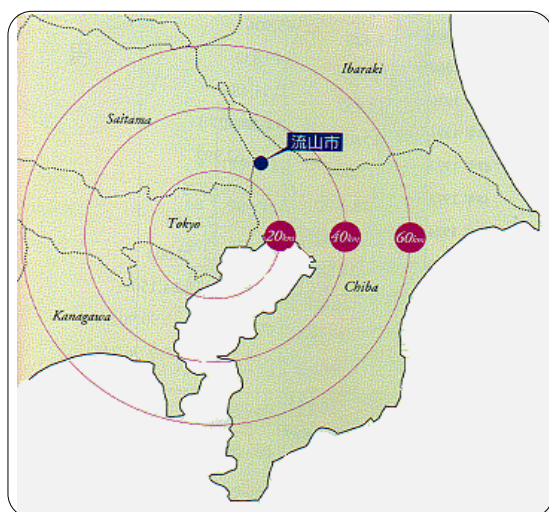 Ibaraki
Saitama
流山市
Tokyo
20km
40km
60km
Chiba
Kanagawa